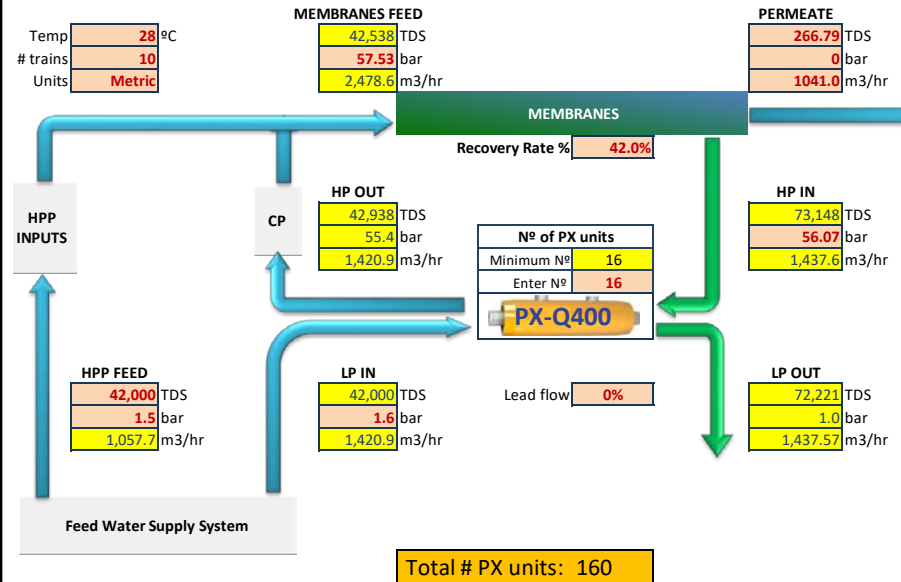 MEMBRANES FEED
PERMEATE
Temp 28 ºC
42,538 TDS
266.79 TDS
# trains 10
57.53 bar
0 bar
Units Metric
2,478.6 m3/hr
1041.0 m3/hr
MEMBRANES
Recovery Rate % 42.0%
HPP INPUTS
CP
HP OUT
42,938 TDS
55.4 bar
1,420.9 m3/hr
Nº of PX units
Minimum Nº 16
Enter Nº 16
PX-Q400
HP IN
73,148 TDS
56.07 bar
1,437.6 m3/hr
HPP FEED
42,000 TDS
1.5 bar
1,057.7 m3/hr
LP IN
42,000 TDS
1.6 bar
1,420.9 m3/hr
Lead flow 0%
LP OUT
72,221 TDS
1.0 bar
1,437.57 m3/hr
Feed Water Supply System
Total # PX units: 160